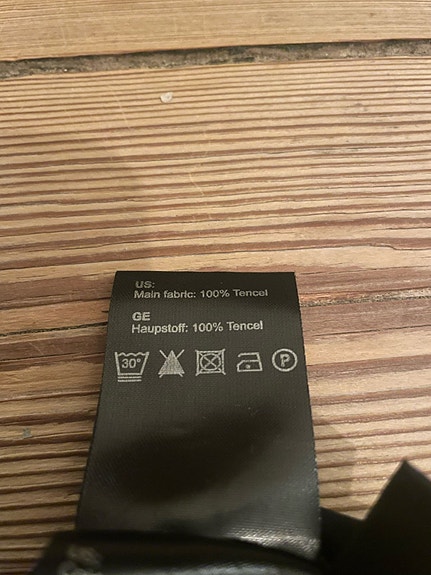 US:
Main fabric: 100% Tencel
GE
Haupstoff: 100% Tencel
30°
P